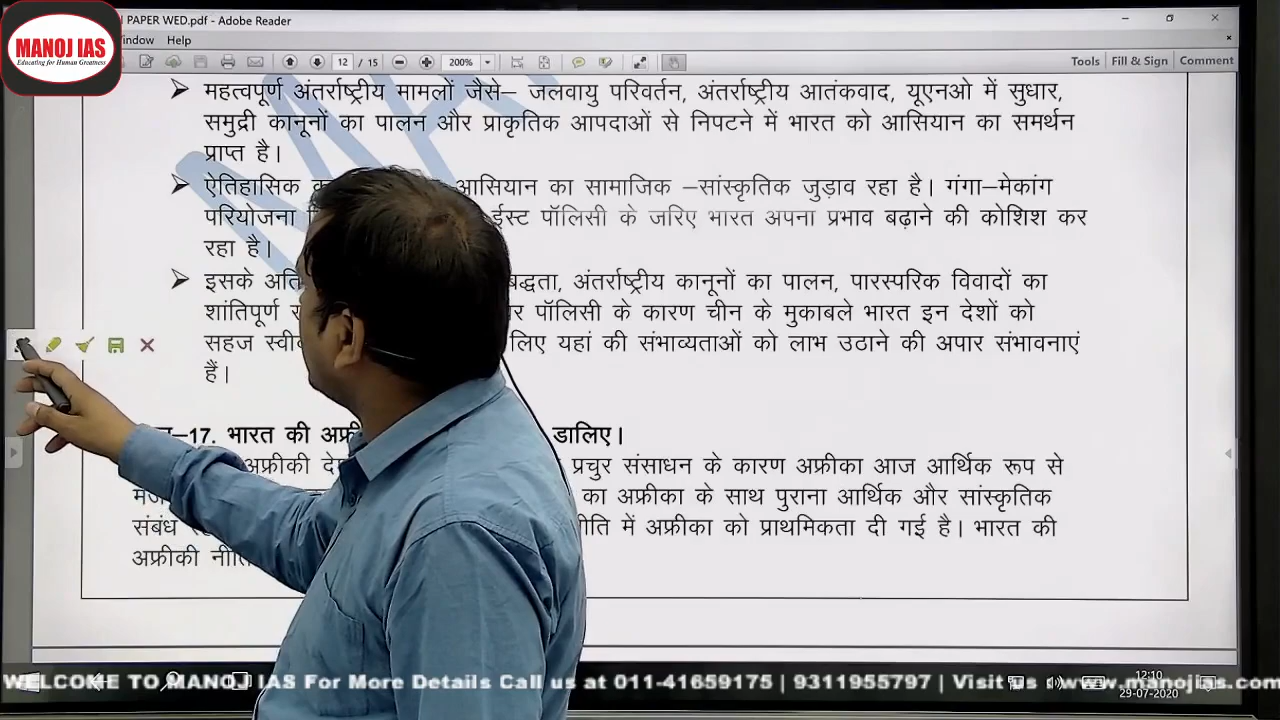 MANOJ IAS
Educating for Human Greatness
PAPER WED.pdf - Adobe Reader
indow Help
12 / 15 200% Tools Fill & Sign Comment
महत्वपूर्ण अंतर्राष्ट्रीय मामलों जैसे– जलवायु परिवर्तन, अंतर्राष्ट्रीय आतंकवाद, यूएनओ में सुधार,
समुद्री कानूनों का पालन और प्राकृतिक आपदाओं से निपटने में भारत को आसियान का समर्थन
प्राप्त है।
ऐतिहासिक आसियान का सामाजिक –सांस्कृतिक जुड़ाव रहा है। गंगा–मेकांग
परियोजना ईस्ट पॉलिसी के जरिए भारत अपना प्रभाव बढ़ाने की कोशिश कर
रहा है।
इसके बद्धता, अंतर्राष्ट्रीय कानूनों का पालन, पारस्परिक विवादों का
शांतिपूर्ण पॉलिसी के कारण चीन के मुकाबले भारत इन देशों को
सहज लिए यहां की संभाव्यताओं को लाभ उठाने की अपार संभावनाएं
हैं।
–17. भारत की डालिए।
अफ्रीकी प्रचुर संसाधन के कारण अफ्रीका आज आर्थिक रूप से
का अफ्रीका के साथ पुराना आर्थिक और सांस्कृतिक
संबंध नीति में अफ्रीका को प्राथमिकता दी गई है। भारत की
अफ्रीकी
12:10
29-07-2020
WELCOME TO MANOJ IAS For More Details Call us at 011-41659175 | 9311955797 | Visit us : www.manojias.com